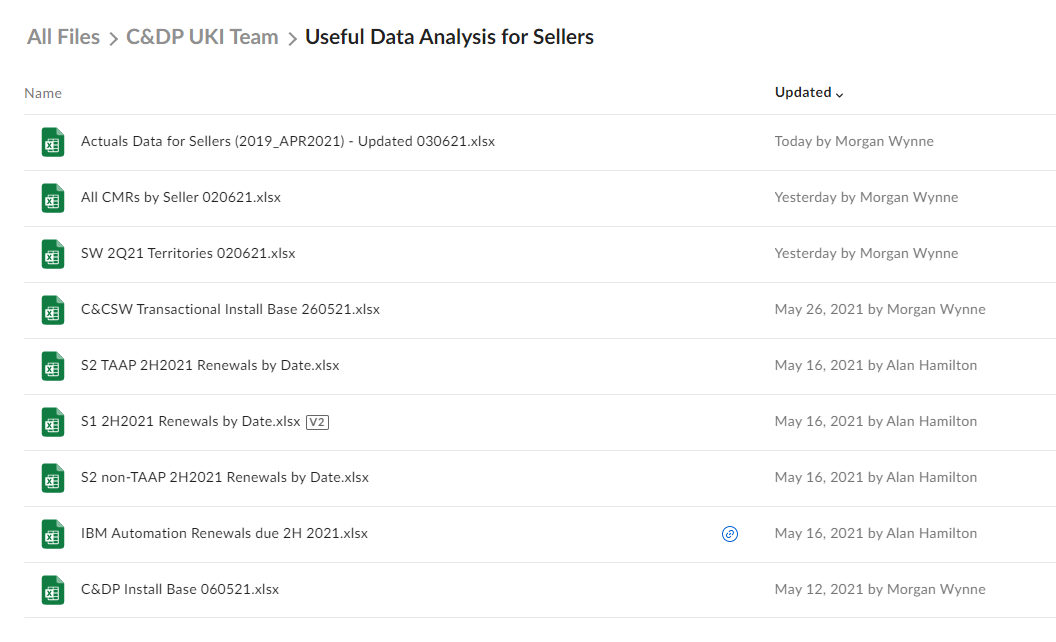 All Files > C&DP UKI Team > Useful Data Analysis for Sellers
Name Updated
Actuals Data for Sellers (2019_APR2021) - Updated 030621.xlsx Today by Morgan Wynne
All CMRs by Seller 020621.xlsx Yesterday by Morgan Wynne
SW 2Q21 Territories 020621.xlsx Yesterday by Morgan Wynne
C&CSW Transactional Install Base 260521.xlsx May 26, 2021 by Morgan Wynne
S2 TAAP 2H2021 Renewals by Date.xlsx May 16, 2021 by Alan Hamilton
S1 2H2021 Renewals by Date.xlsx V2 May 16, 2021 by Alan Hamilton
S2 non-TAAP 2H2021 Renewals by Date.xlsx May 16, 2021 by Alan Hamilton
IBM Automation Renewals due 2H 2021.xlsx May 16, 2021 by Alan Hamilton
C&DP Install Base 060521.xlsx May 12, 2021 by Morgan Wynne